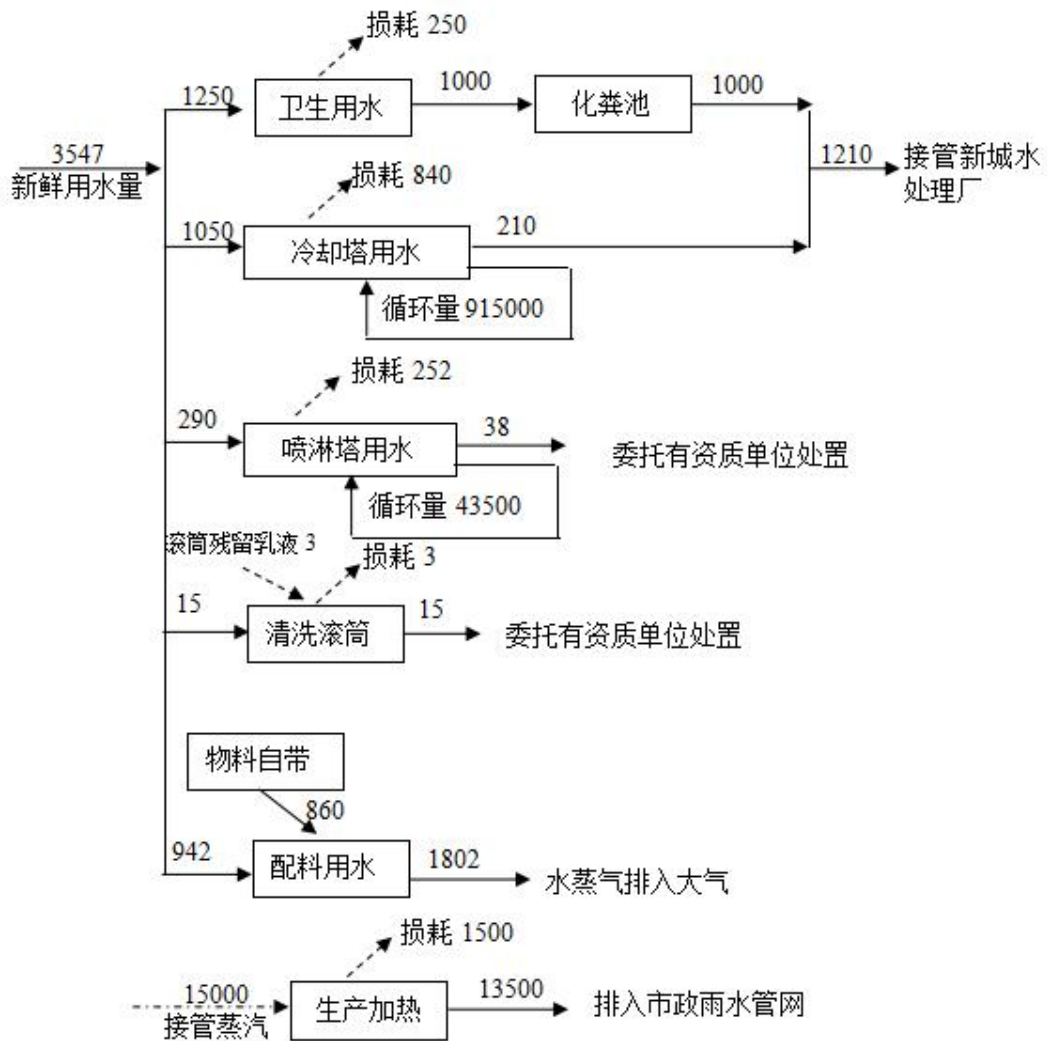 损耗 250
1250
卫生用水
1000
化粪池
1000
3547
新鲜用水量
1210
接管新城水
处理厂
损耗 840
1050
冷却塔用水
210
循环量 915000
损耗 252
290
喷淋塔用水
38
委托有资质单位处置
循环量 43500
滚筒残留乳液 3
损耗 3
15
清洗滚筒
15
委托有资质单位处置
物料自带
860
942
配料用水
1802
水蒸气排入大气
损耗 1500
15000
接管蒸汽
生产加热
13500
排入市政雨水管网